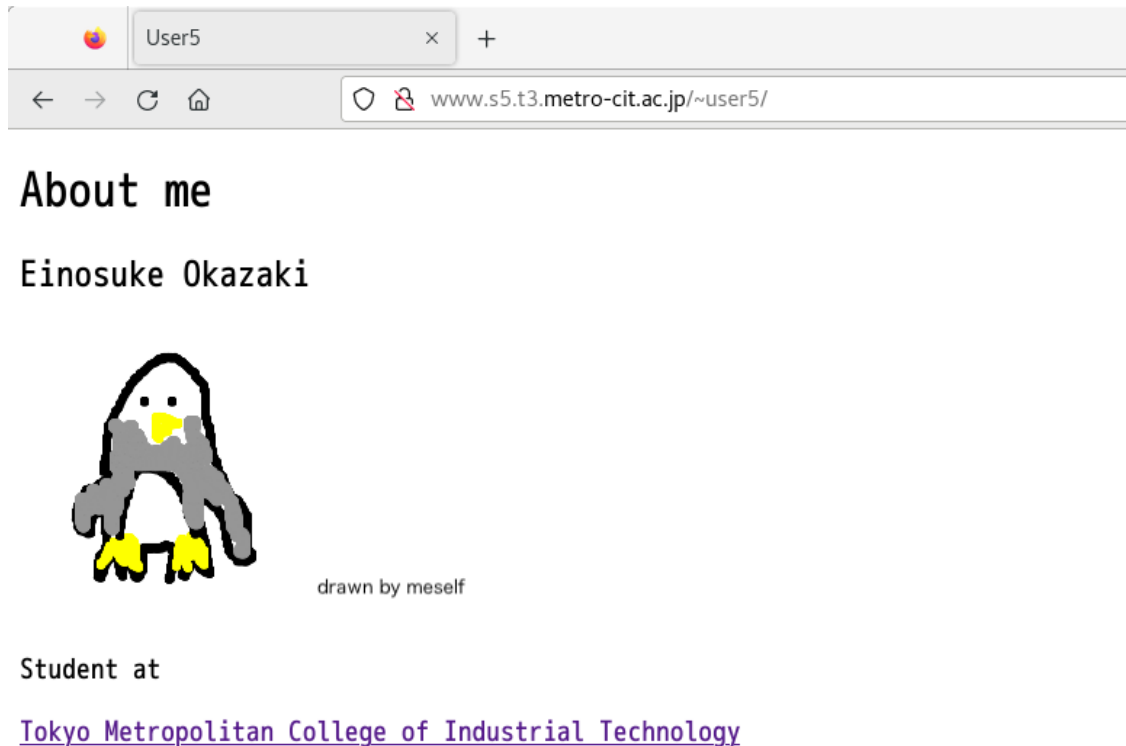 User5
www.s5.t3.metro-cit.ac.jp/~user5/
About me
Einosuke Okazaki
drawn by meself
Student at
Tokyo Metropolitan College of Industrial Technology